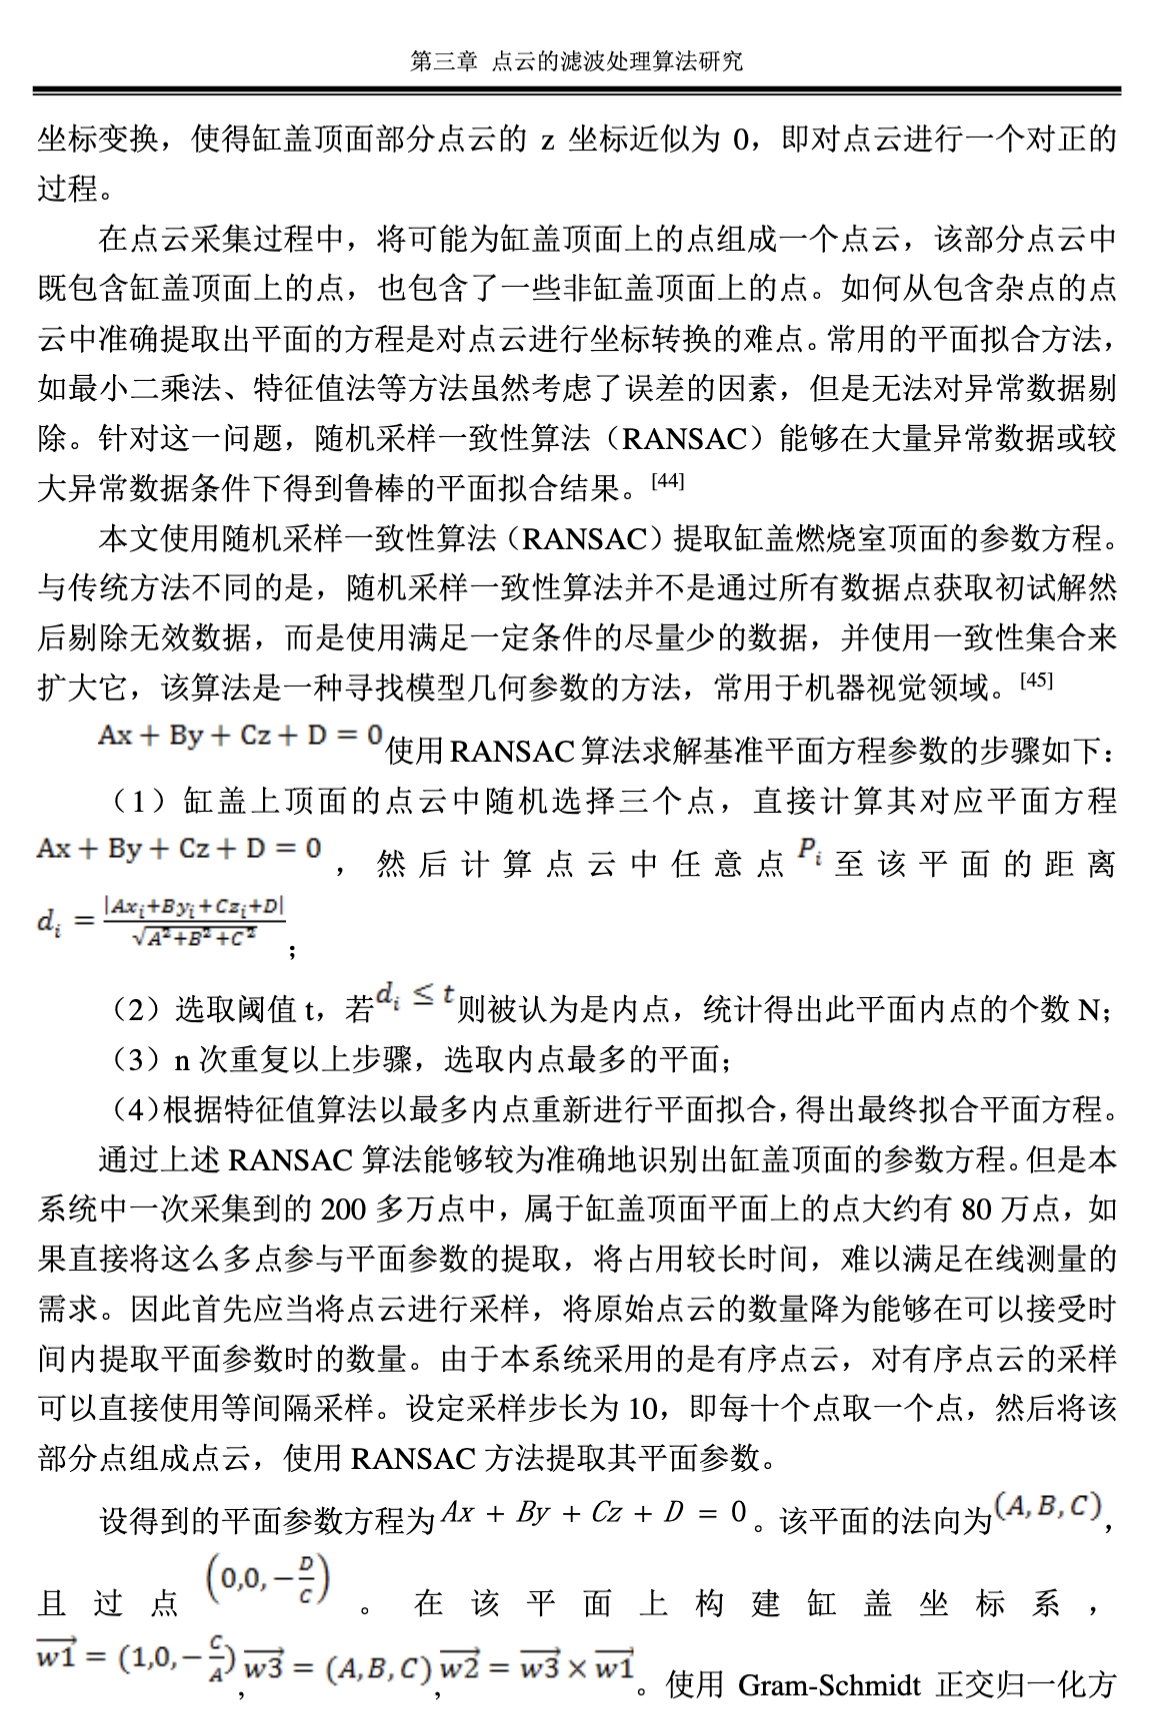 第三章 点云的滤波处理算法研究
坐标变换，使得缸盖顶面部分点云的 z 坐标近似为 0，即对点云进行一个对正的
过程。
在点云采集过程中，将可能为缸盖顶面上的点组成一个点云，该部分点云中
既包含缸盖顶面上的点，也包含了一些非缸盖顶面上的点。如何从包含杂点的点
云中准确提取出平面的方程是对点云进行坐标转换的难点。常用的平面拟合方法，
如最小二乘法、特征值法等方法虽然考虑了误差的因素，但是无法对异常数据剔
除。针对这一问题，随机采样一致性算法（RANSAC）能够在大量异常数据或较
大异常数据条件下得到鲁棒的平面拟合结果。[44]
本文使用随机采样一致性算法（RANSAC）提取缸盖燃烧室顶面的参数方程。
与传统方法不同的是，随机采样一致性算法并不是通过所有数据点获取初试解然
后剔除无效数据，而是使用满足一定条件的尽量少的数据，并使用一致性集合来
扩大它，该算法是一种寻找模型几何参数的方法，常用于机器视觉领域。[45]
Ax + By + Cz + D = 0使用 RANSAC 算法求解基准平面方程参数的步骤如下：
（1）缸盖上顶面的点云中随机选择三个点，直接计算其对应平面方程
Ax + By + Cz + D = 0，然后计算点云中任意点 P_i 至该平面的距离
d_i = |Ax_i+By_i+Cz_i+D| / √(A²+B²+C²)；
（2）选取阈值 t，若 d_i ≤ t 则被认为是内点，统计得出此平面内点的个数 N；
（3）n 次重复以上步骤，选取内点最多的平面；
（4）根据特征值算法以最多内点重新进行平面拟合，得出最终拟合平面方程。
通过上述 RANSAC 算法能够较为准确地识别出缸盖顶面的参数方程。但是本
系统中一次采集到的 200 多万点中，属于缸盖顶面平面上的点大约有 80 万点，如
果直接将这么多点参与平面参数的提取，将占用较长时间，难以满足在线测量的
需求。因此首先应当将点云进行采样，将原始点云的数量降为能够在可以接受时
间内提取平面参数时的数量。由于本系统采用的是有序点云，对有序点云的采样
可以直接使用等间隔采样。设定采样步长为 10，即每十个点取一个点，然后将该
部分点组成点云，使用 RANSAC 方法提取其平面参数。
设得到的平面参数方程为 Ax + By + Cz + D = 0。该平面的法向为(A, B, C)，
且过点 (0,0,−D/C)。在该平面上构建缸盖坐标系，
w1→ = (1,0,−C/A), w3→ = (A, B, C), w2→ = w3→ × w1→。使用 Gram-Schmidt 正交归一化方